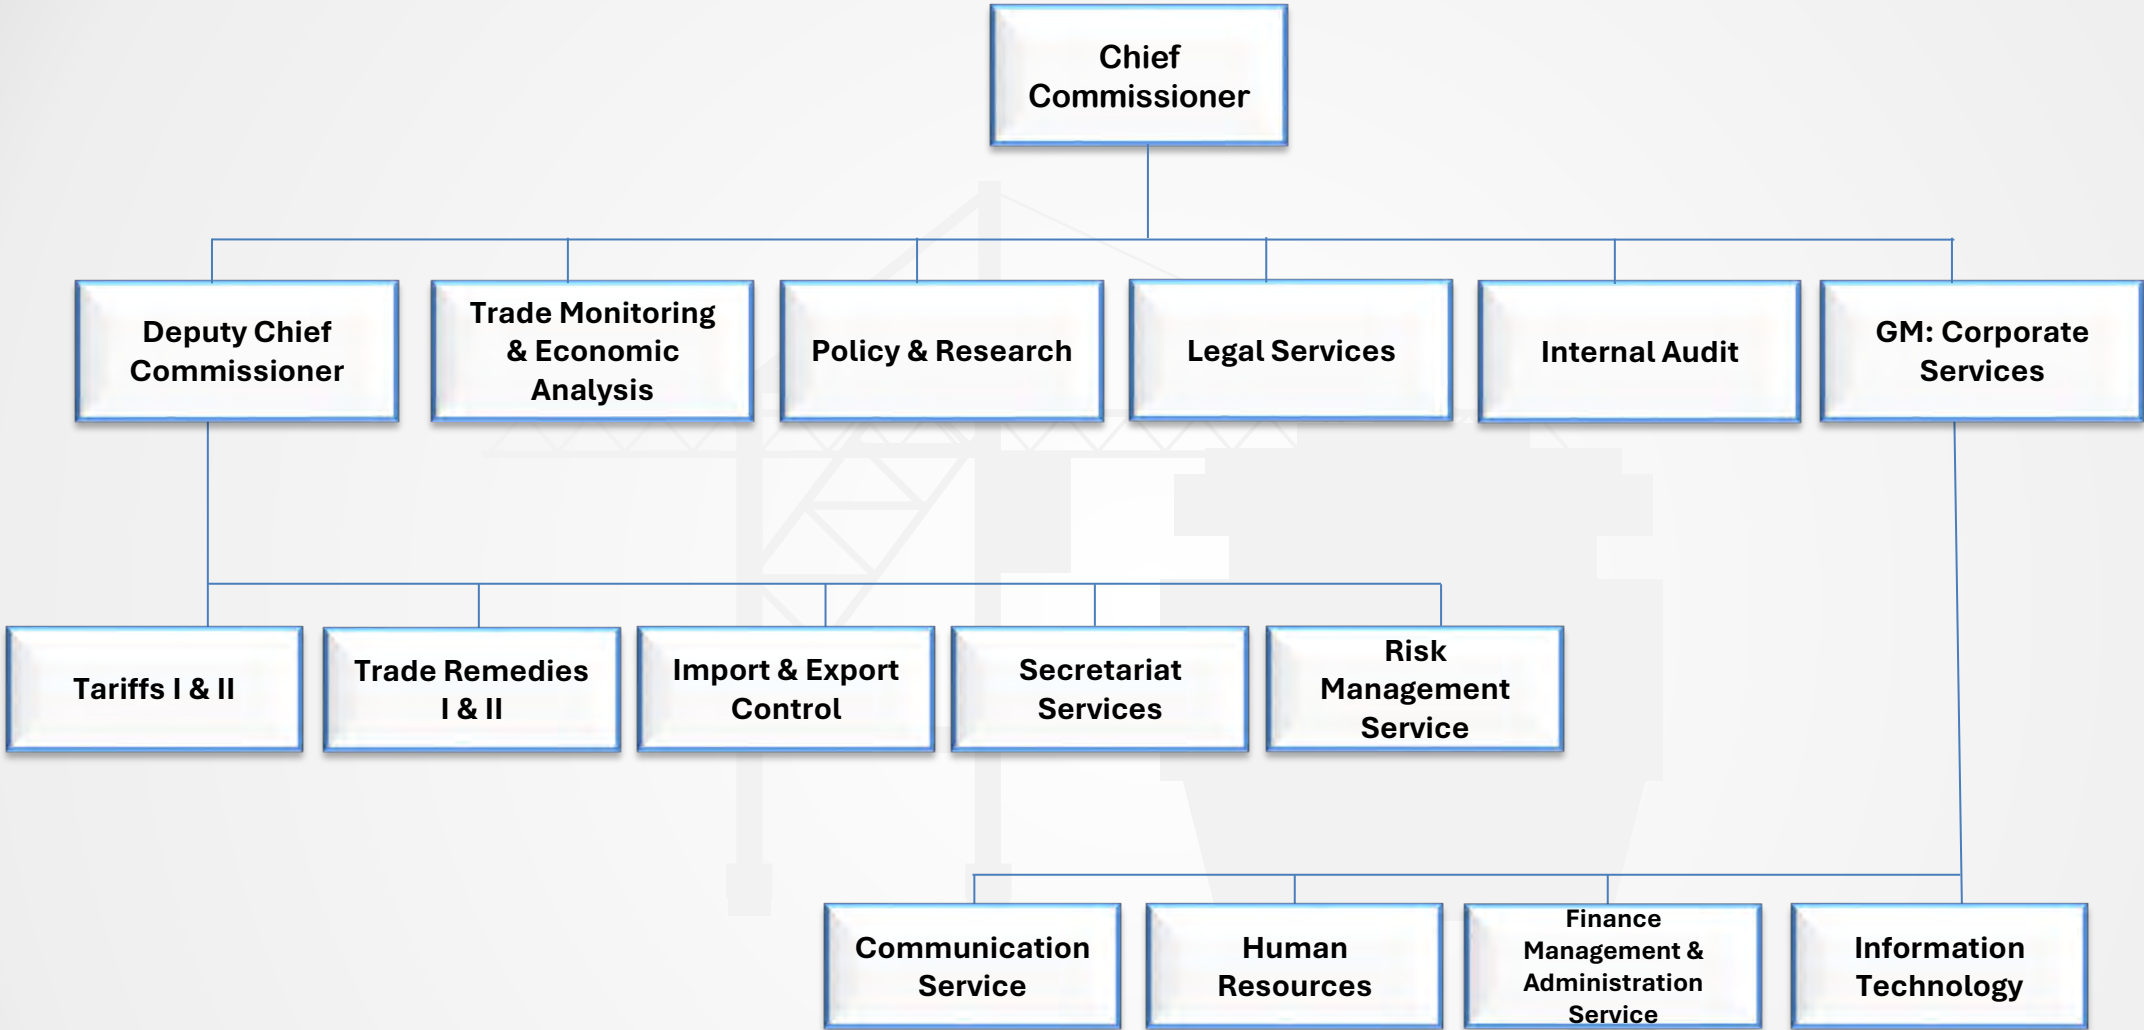 Chief
Commissioner
Deputy Chief
Commissioner
Trade Monitoring
& Economic
Analysis
Policy & Research
Legal Services
Internal Audit
GM: Corporate
Services
Tariffs I & II
Trade Remedies
I & II
Import & Export
Control
Secretariat
Services
Risk
Management
Service
Communication
Service
Human
Resources
Finance
Management &
Administration
Service
Information
Technology